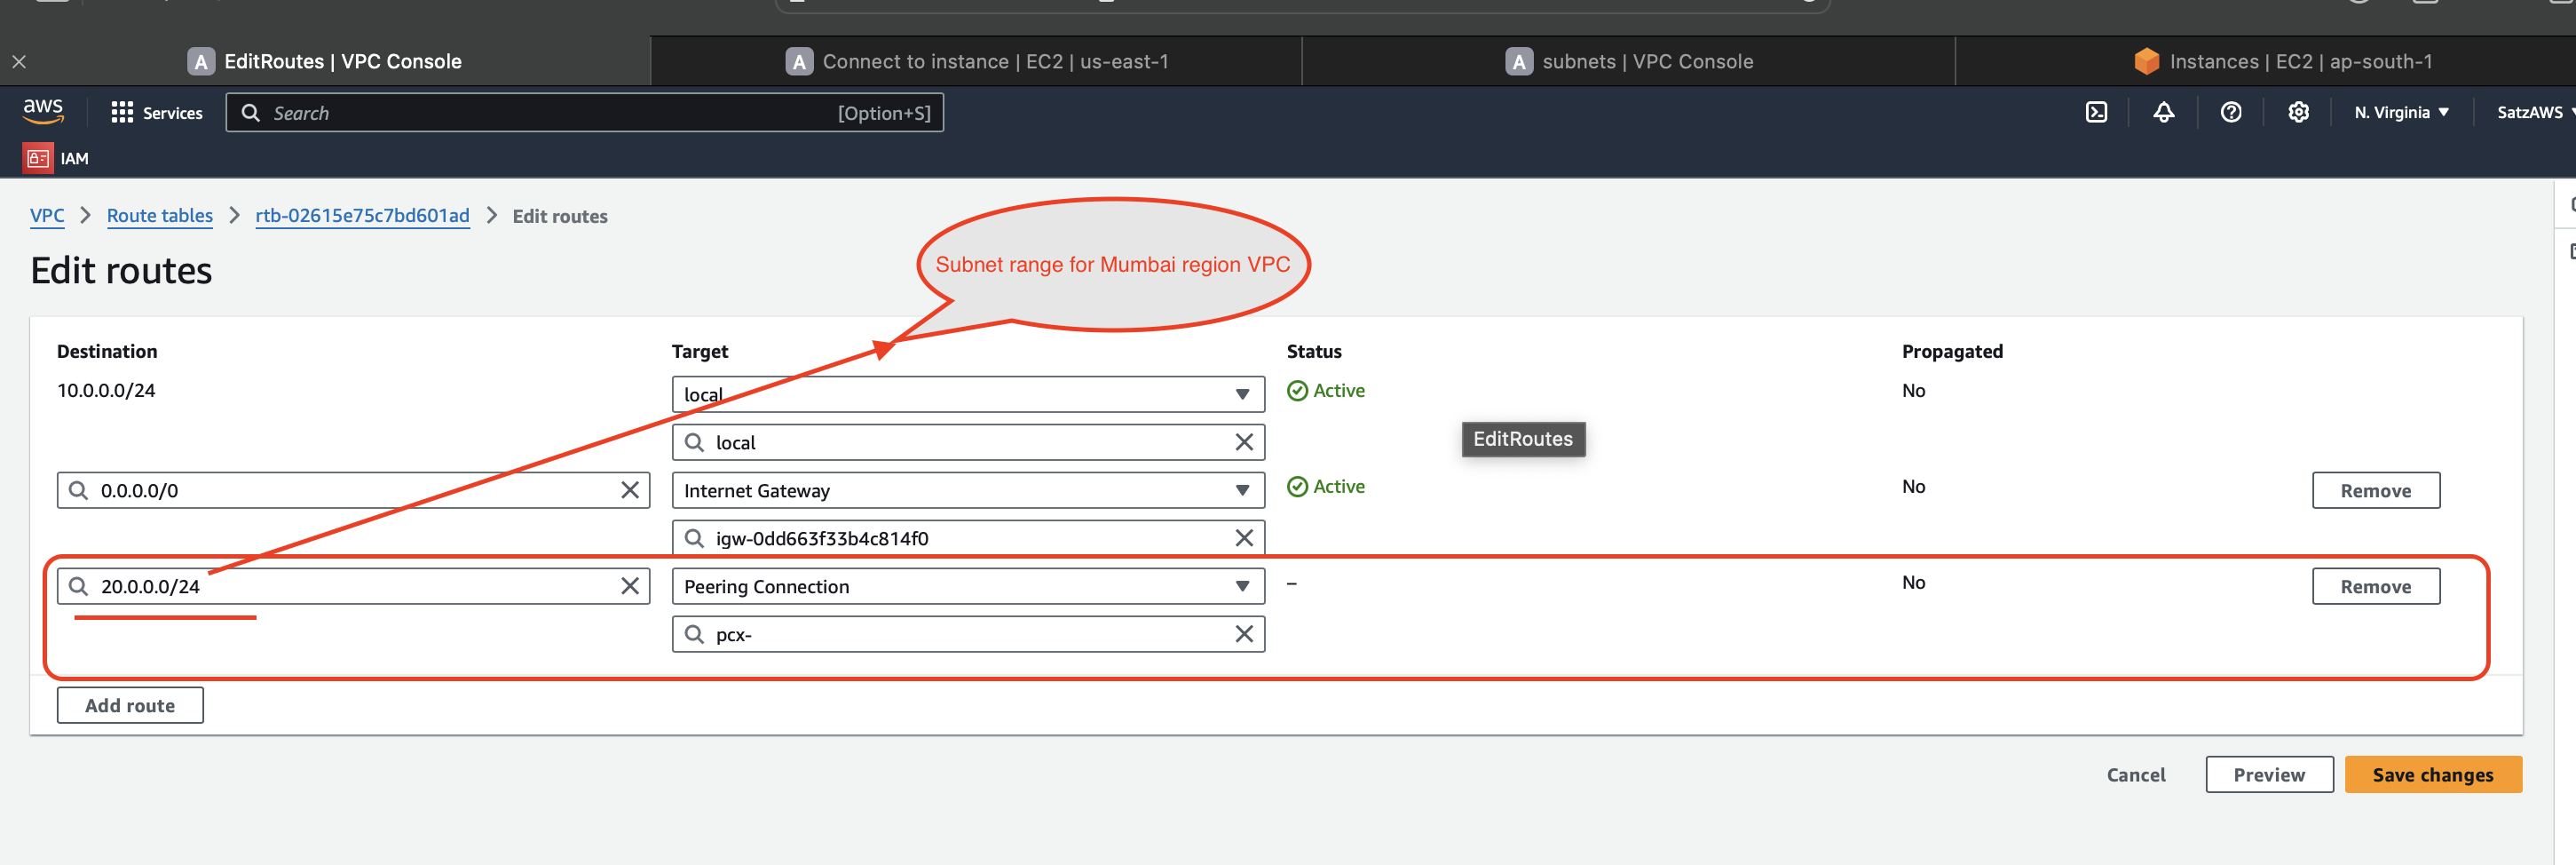 EditRoutes | VPC Console
Connect to instance | EC2 | us-east-1
subnets | VPC Console
Instances | EC2 | ap-south-1
aws
Services
Search
[Option+S]
N. Virginia
SatzAWS
IAM
VPC > Route tables > rtb-02615e75c7bd601ad > Edit routes
Edit routes
Subnet range for Mumbai region VPC
Destination
Target
Status
Propagated
10.0.0.0/24
local
Active
No
local
EditRoutes
0.0.0.0/0
Internet Gateway
Active
No
Remove
igw-0dd663f33b4c814f0
20.0.0.0/24
Peering Connection
–
No
Remove
pcx-
Add route
Cancel
Preview
Save changes